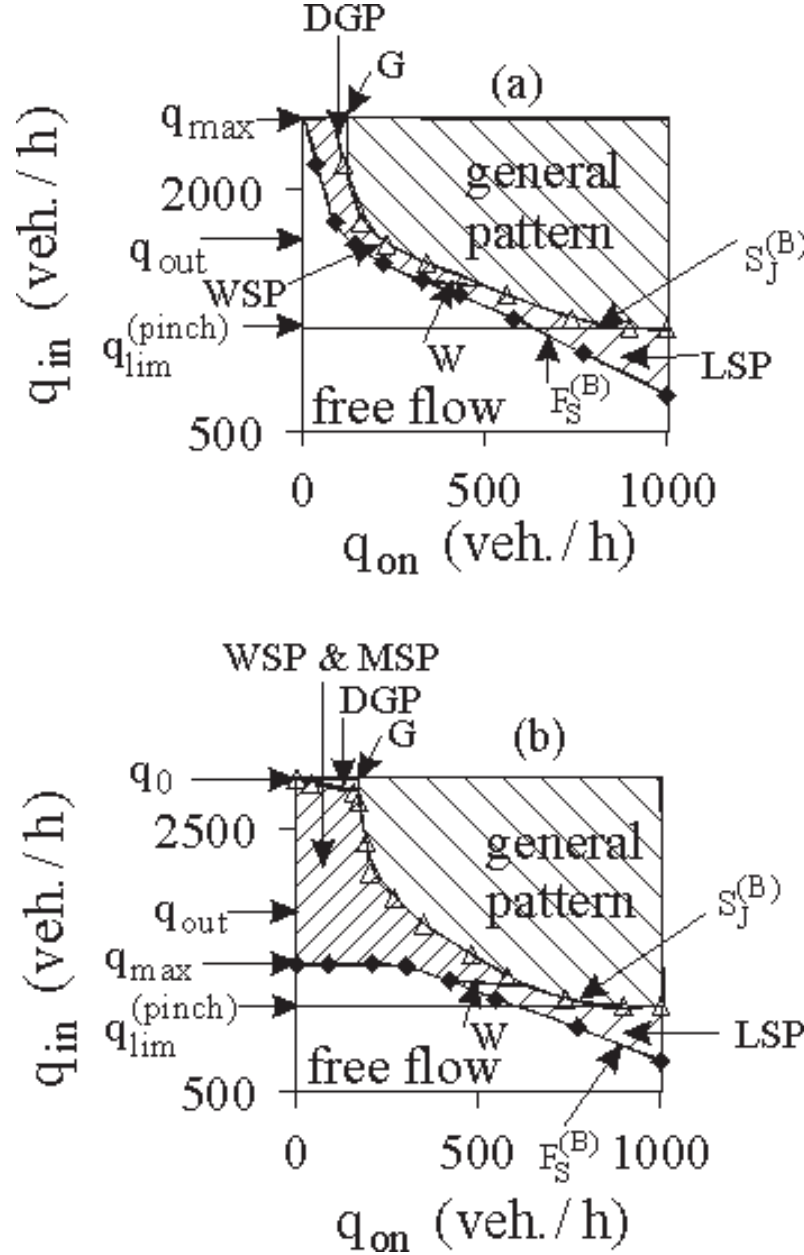 DGP
G
(a)
q_max
general
pattern
2000
q_out
S_J^(B)
WSP
q_lim^(pinch)
W
LSP
F_S^(B)
free flow
500
q_in (veh. / h)
0 500 1000
q_on (veh. / h)
WSP & MSP
DGP
G
(b)
q_0
2500
general
pattern
q_out
S_J^(B)
q_max
q_lim^(pinch)
W
LSP
free flow
500
F_S^(B)
q_in (veh. / h)
0 500 1000
q_on (veh. / h)